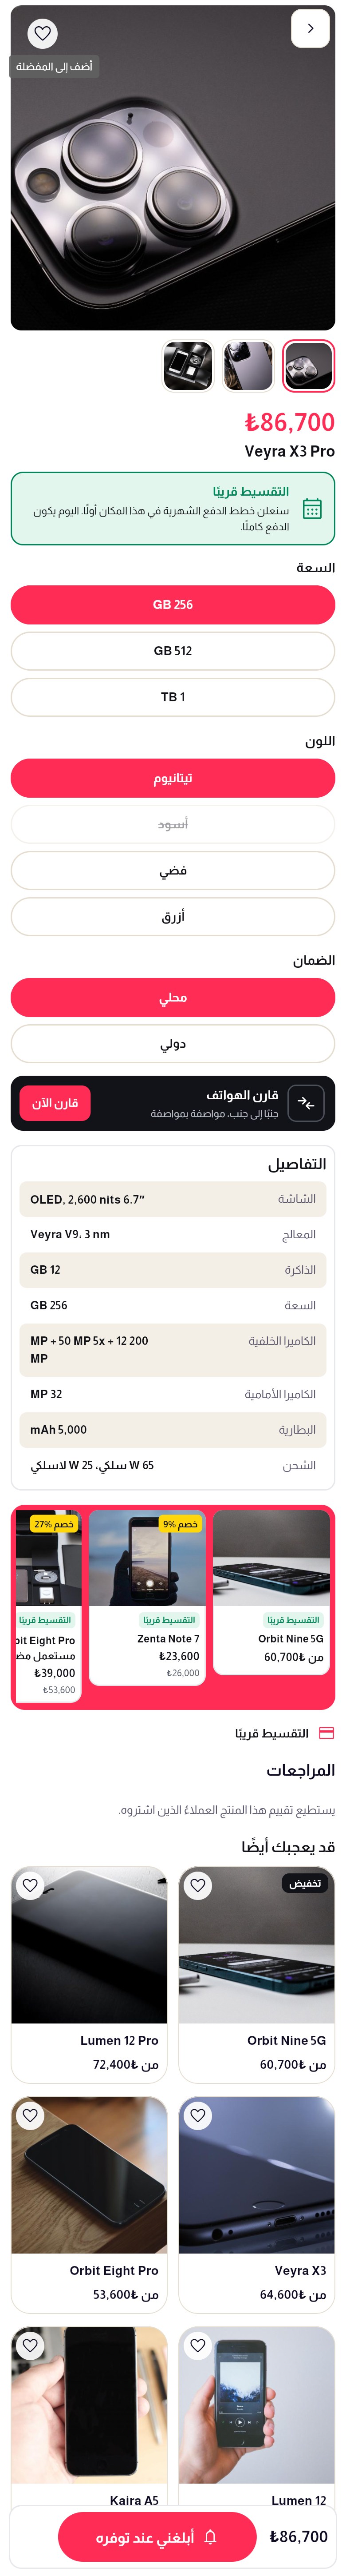 أضف إلى المفضلة
₺86,700
Veyra X3 Pro
التقسيط قريبًا
سنعلن خطط الدفع الشهرية في هذا المكان أولًا. اليوم يكون
الدفع كاملًا.
السعة
256 GB
512 GB
1 TB
اللون
تيتانيوم
أسود
فضي
أزرق
الضمان
محلي
دولي
قارن الهواتف
جنبًا إلى جنب، مواصفة بمواصفة
قارن الآن
التفاصيل
الشاشة
OLED, 2,600 nits 6.7″
المعالج
Veyra V9، 3 nm
الذاكرة
12 GB
السعة
256 GB
الكاميرا الخلفية
MP + 50 MP 5x + 12 200
MP
الكاميرا الأمامية
32 MP
البطارية
5,000 mAh
الشحن
65 W سلكي، 25 W لاسلكي
التقسيط قريبًا
Orbit Nine 5G
من ₺60,700
خصم 9%
التقسيط قريبًا
Zenta Note 7
₺23,600
₺26,000
خصم 27%
التقسيط قريبًا
Eight Pro
مستعمل
₺39,000
₺53,600
التقسيط قريبًا
المراجعات
يستطيع تقييم هذا المنتج العملاءُ الذين اشتروه.
قد يعجبك أيضًا
تخفيض
Orbit Nine 5G
من ₺60,700
Lumen 12 Pro
من ₺72,400
Veyra X3
من ₺64,600
Orbit Eight Pro
من ₺53,600
Lumen 12
Kaira A5
₺86,700
أبلغني عند توفره